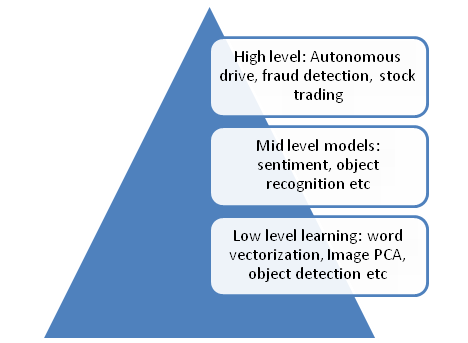 High level: Autonomous
drive, fraud detection, stock
trading
Mid level models:
sentiment, object
recognition etc
Low level learning: word
vectorization, Image PCA,
object detection etc